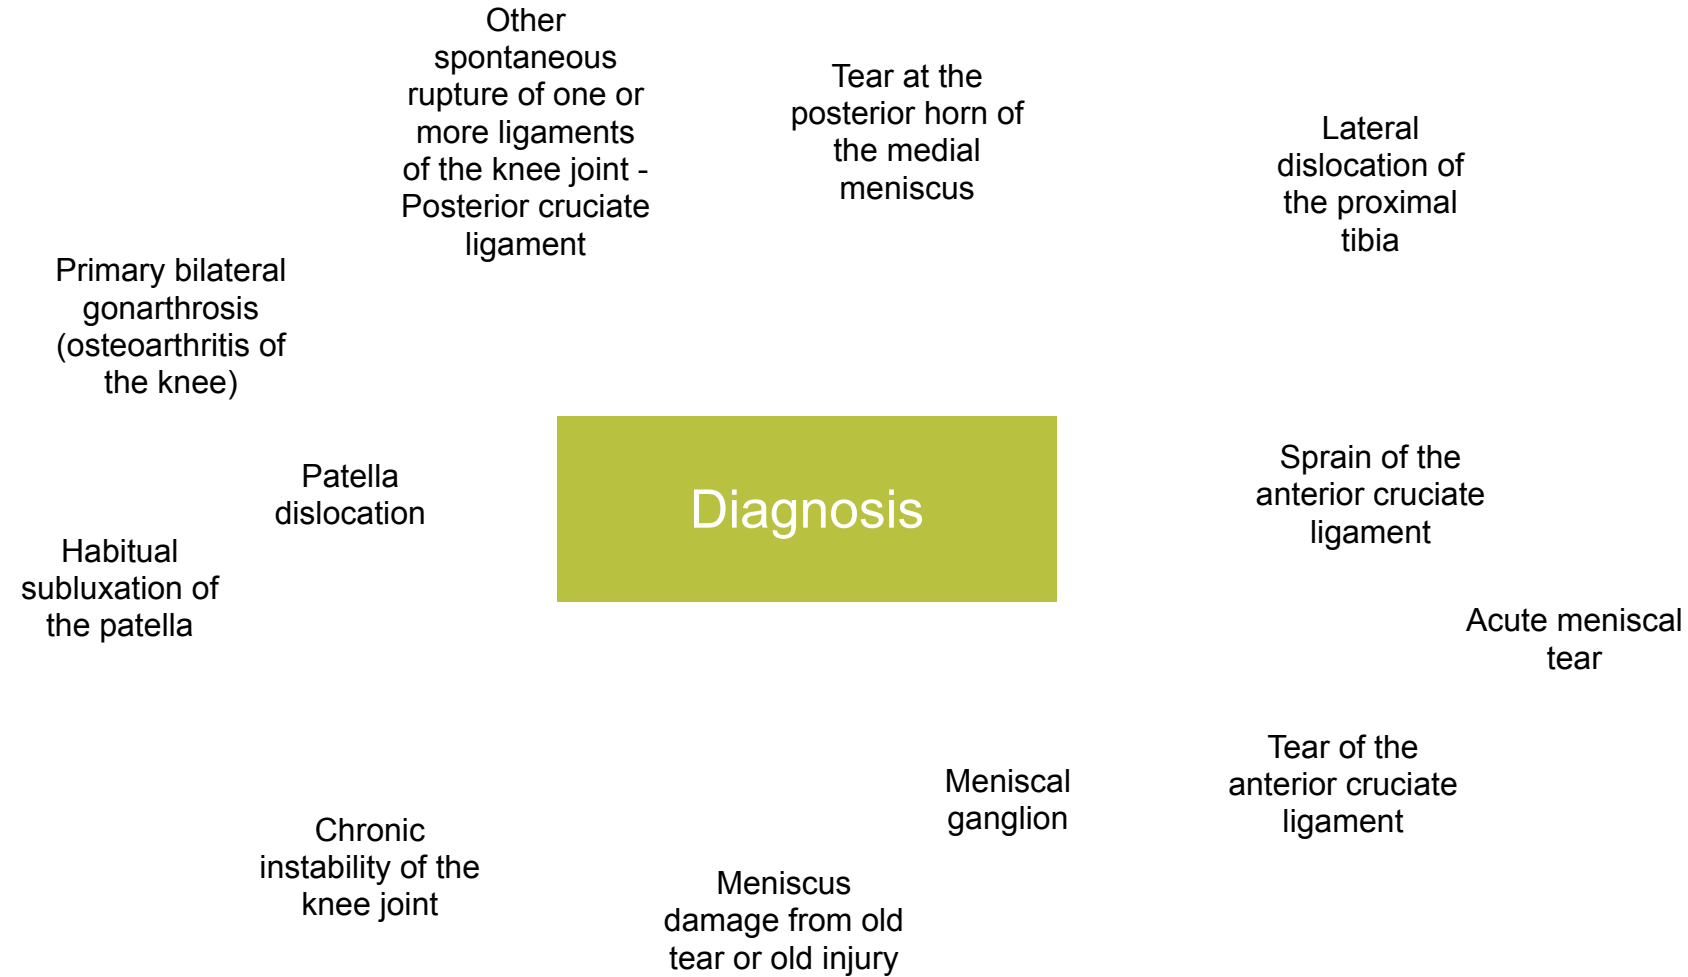 Other
spontaneous
rupture of one or
more ligaments
of the knee joint -
Posterior cruciate
ligament
Tear at the
posterior horn of
the medial
meniscus
Lateral
dislocation of
the proximal
tibia
Primary bilateral
gonarthrosis
(osteoarthritis of
the knee)
Patella
dislocation
Diagnosis
Sprain of the
anterior cruciate
ligament
Habitual
subluxation of
the patella
Acute meniscal
tear
Tear of the
anterior cruciate
ligament
Meniscal
ganglion
Chronic
instability of the
knee joint
Meniscus
damage from old
tear or old injury